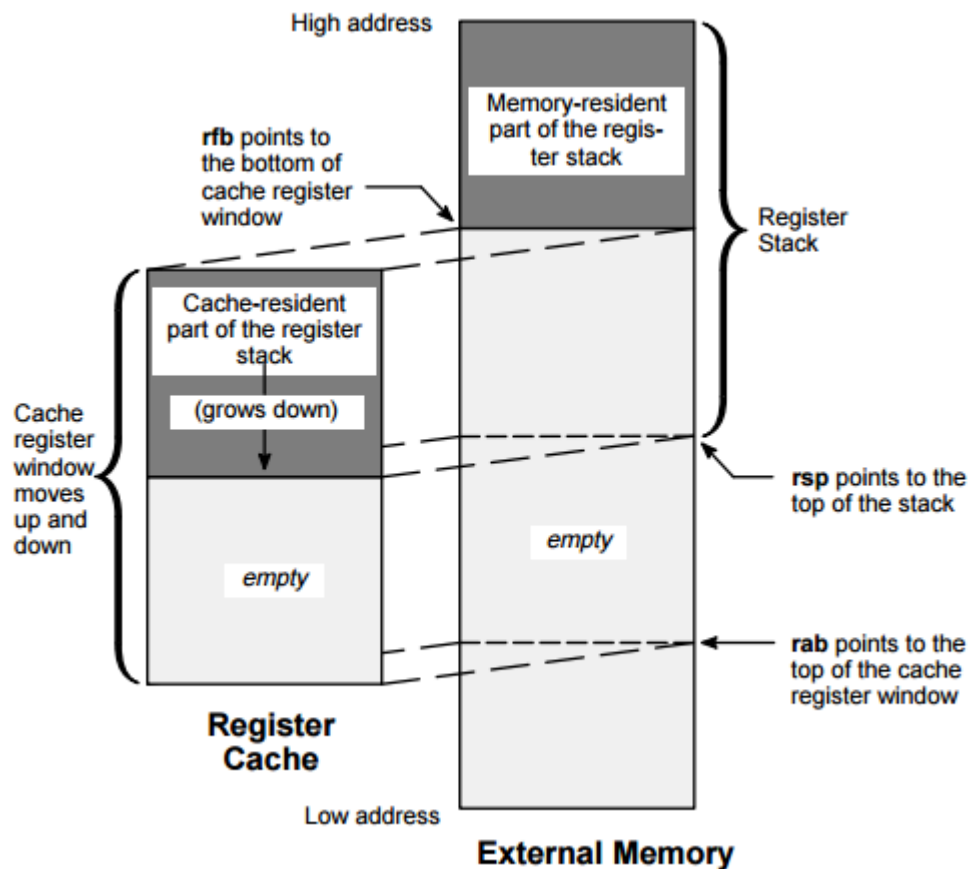 High address
Memory-resident
part of the regis-
ter stack
rfb points to
the bottom of
cache register
window
Register
Stack
Cache-resident
part of the register
stack
(grows down)
Cache
register
window
moves
up and
down
rsp points to the
top of the stack
empty
empty
rab points to the
top of the cache
register window
Register
Cache
Low address
External Memory